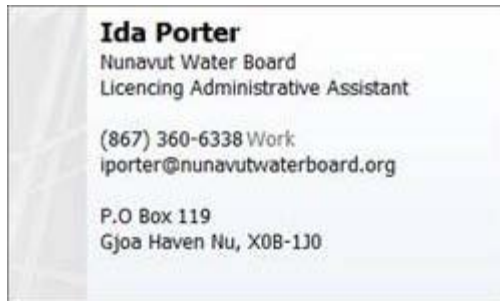 Ida Porter
Nunavut Water Board
Licencing Administrative Assistant
(867) 360-6338 Work
iporter@nunavutwaterboard.org
P.O Box 119
Gjoa Haven Nu, X0B-1J0